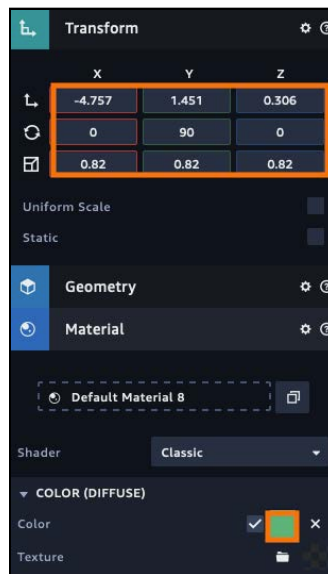 Transform
X Y Z
-4.757 1.451 0.306
0 90 0
0.82 0.82 0.82
Uniform Scale
Static
Geometry
Material
Default Material 8
Shader Classic
COLOR (DIFFUSE)
Color
Texture